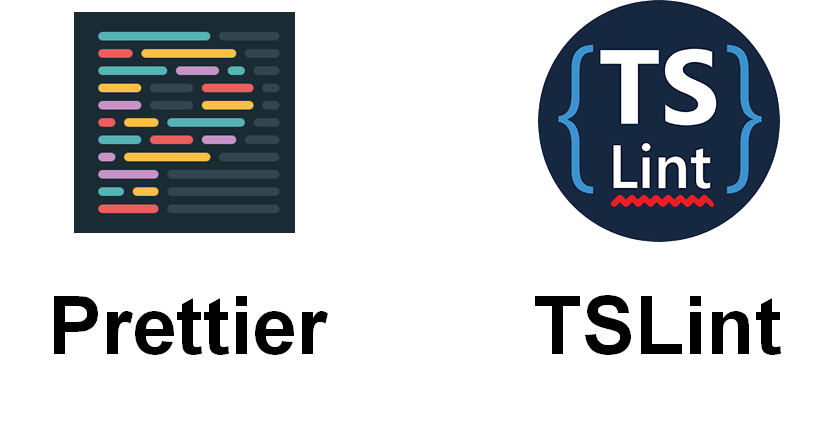 {TS}
Lint
Prettier
TSLint